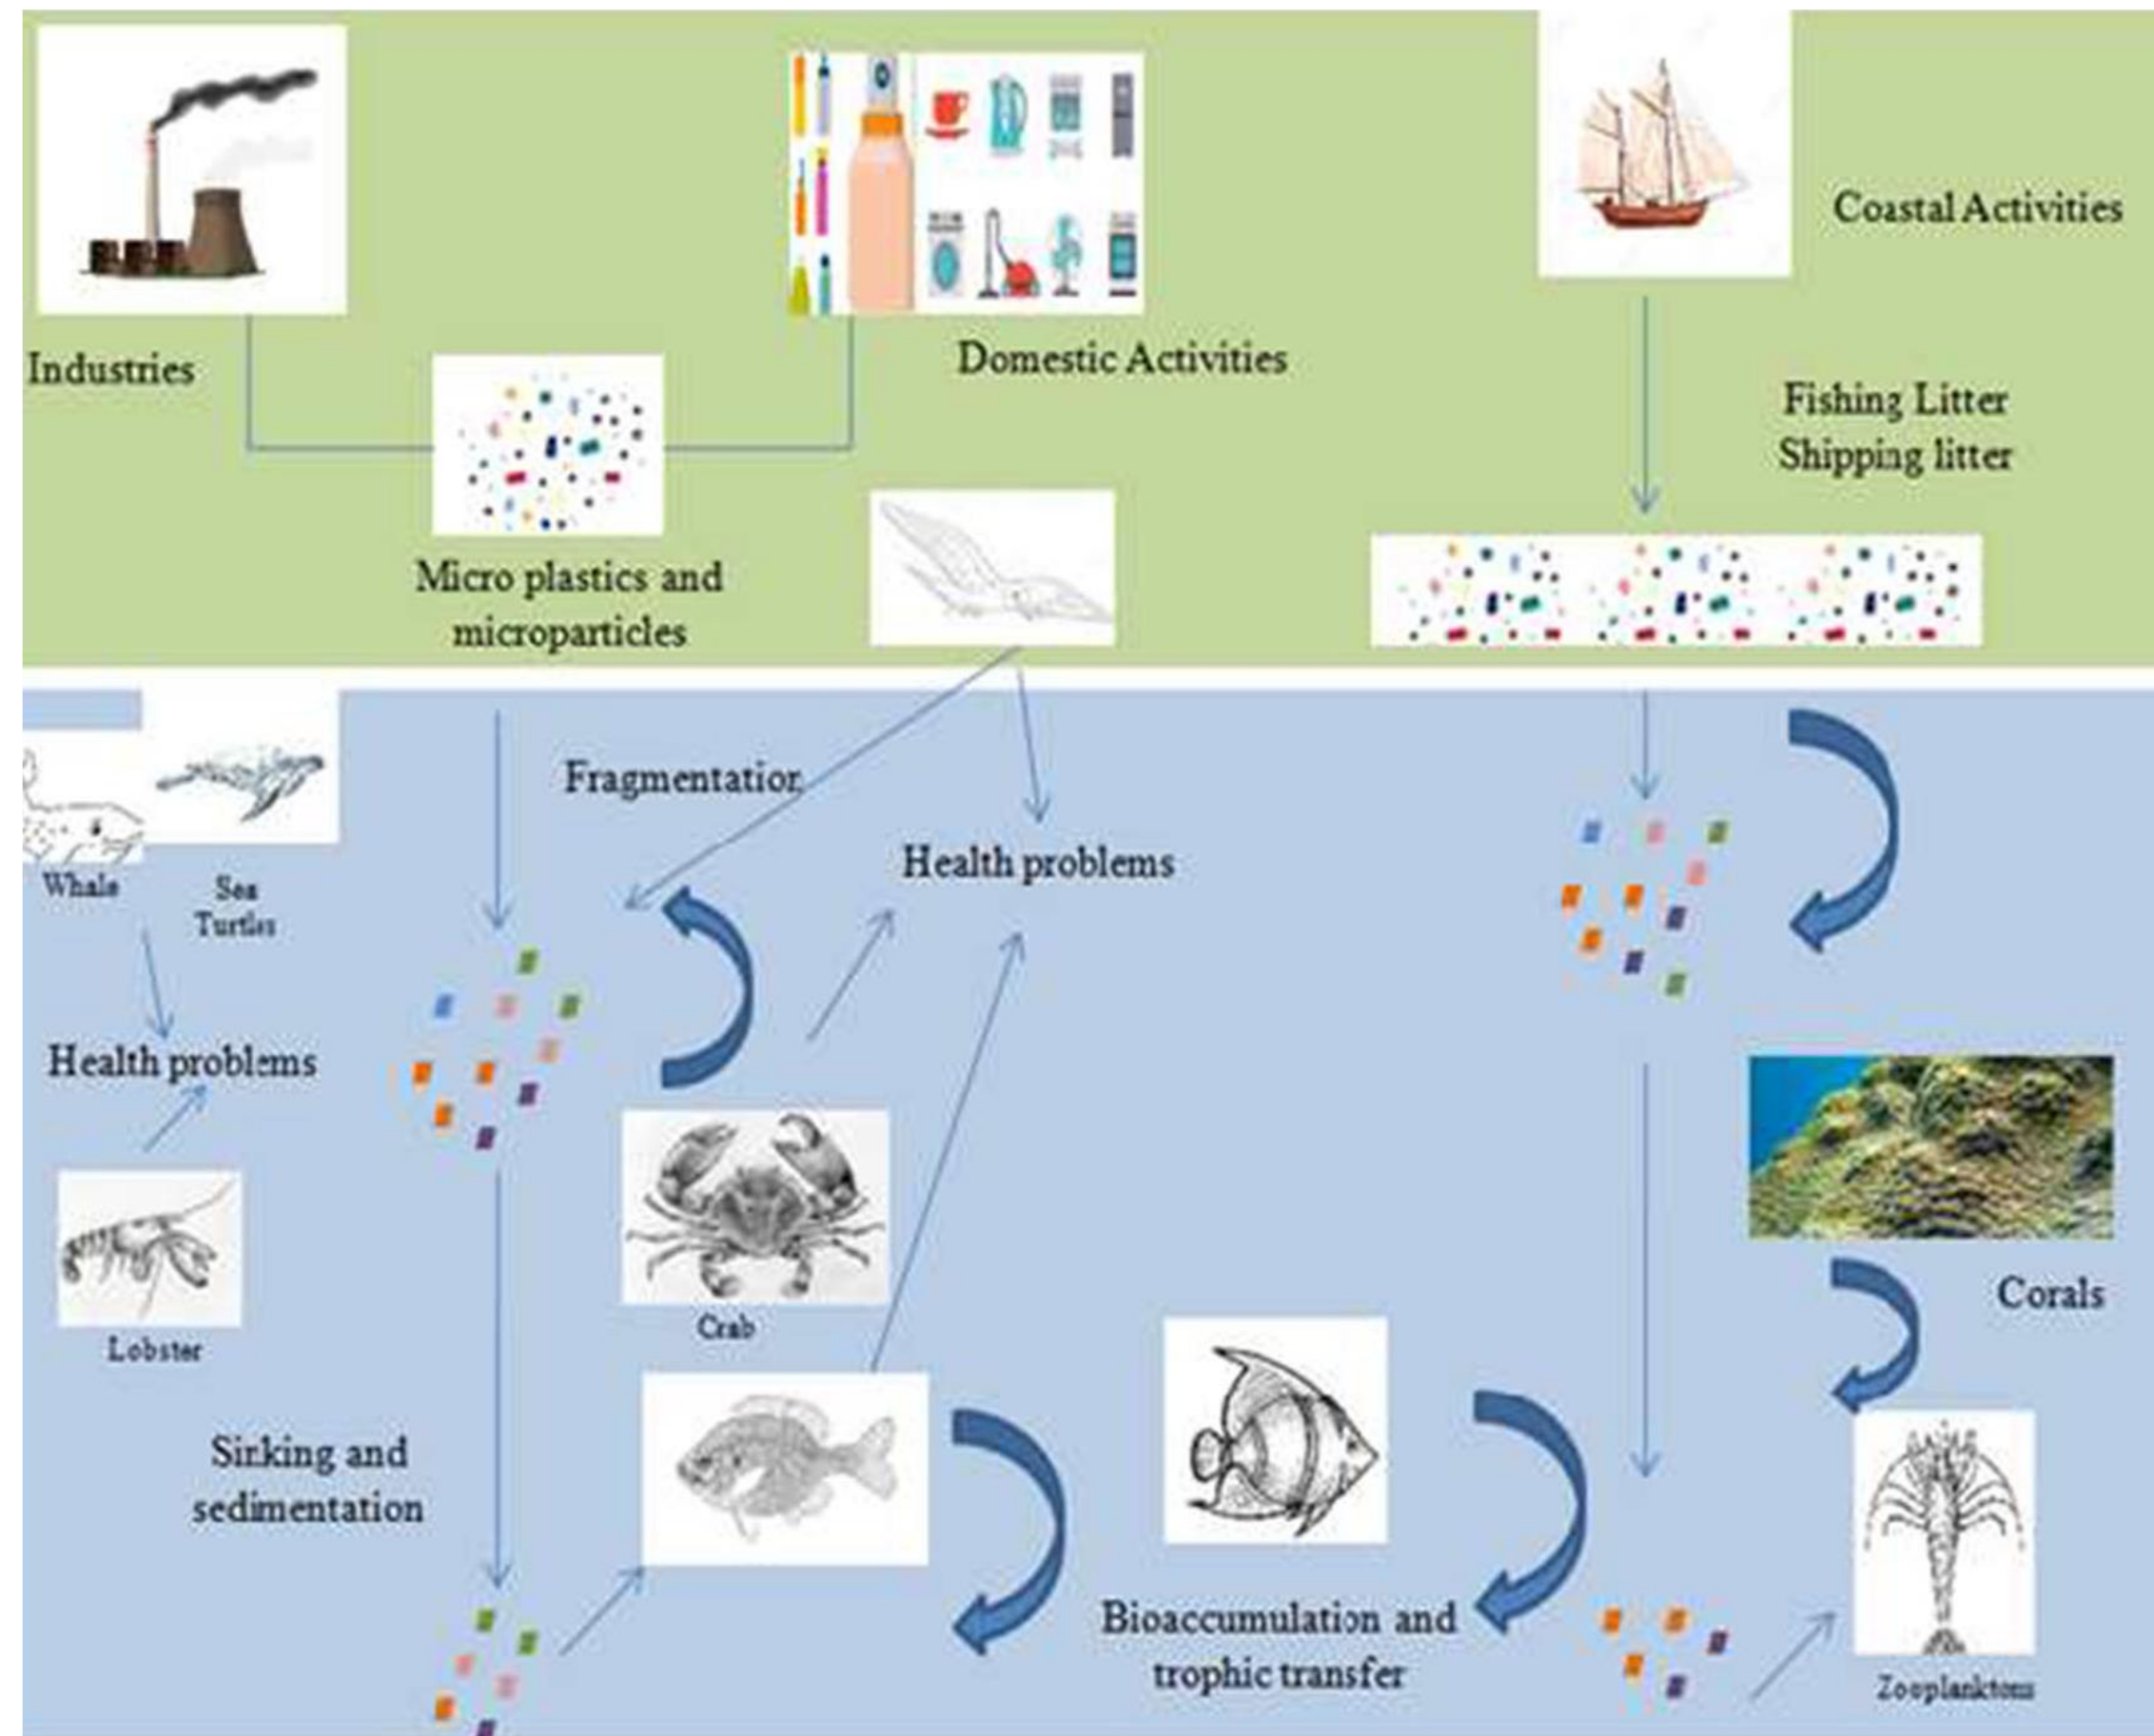 Coastal Activities
Industries
Domestic Activities
Fishing Litter
Shipping litter
Micro plastics and
microparticles
Fragmentation
Health problems
Whale
Sea
Turtles
Health problems
Lobster
Crab
Corals
Sinking and
sedimentation
Bioaccumulation and
trophic transfer
Zooplanktons